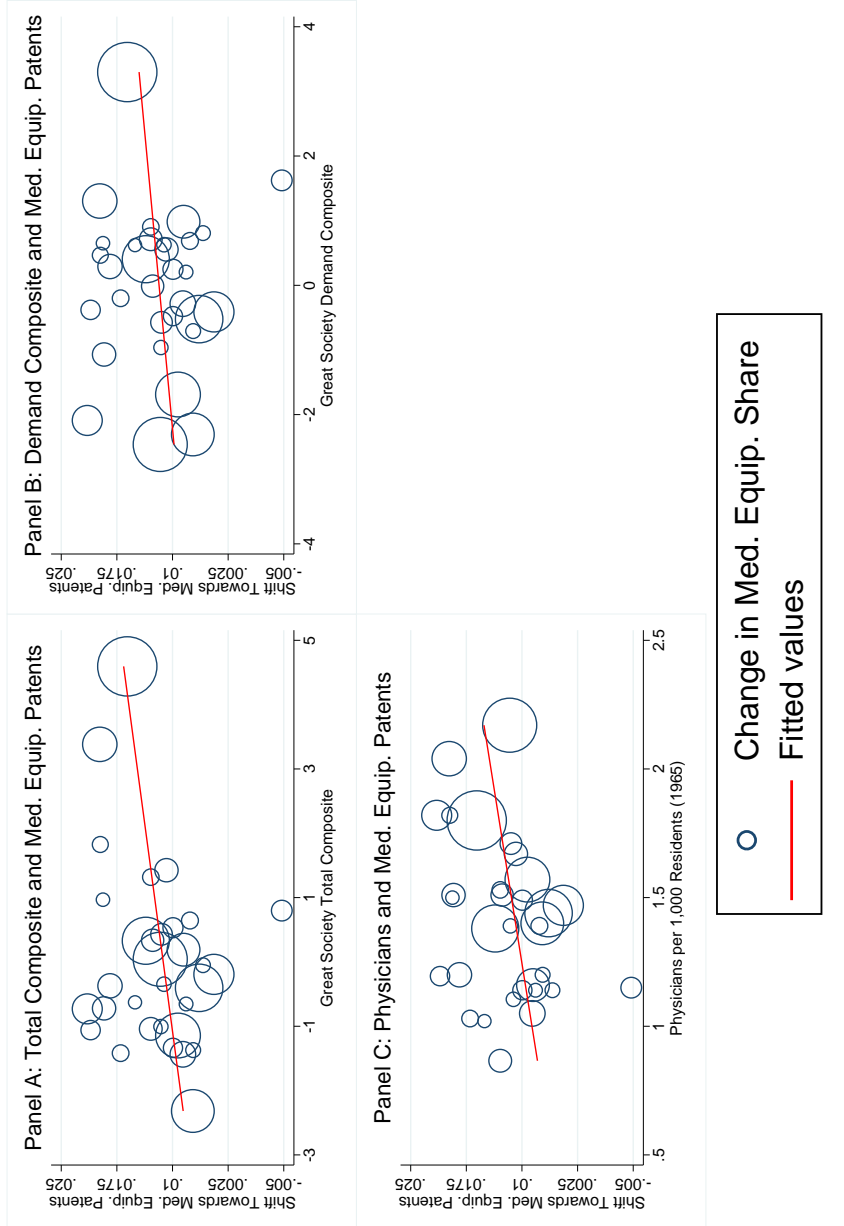 Panel A: Total Composite and Med. Equip. Patents
Shift Towards Med. Equip. Patents
.025
.0175
.01
.0025
-.005
-3
-1
1
3
5
Great Society Total Composite
Panel B: Demand Composite and Med. Equip. Patents
Shift Towards Med. Equip. Patents
.025
.0175
.01
.0025
-.005
-4
-2
0
2
4
Great Society Demand Composite
Panel C: Physicians and Med. Equip. Patents
Shift Towards Med. Equip. Patents
.025
.0175
.01
.0025
-.005
.5
1
1.5
2
2.5
Physicians per 1,000 Residents (1965)
Change in Med. Equip. Share
Fitted values